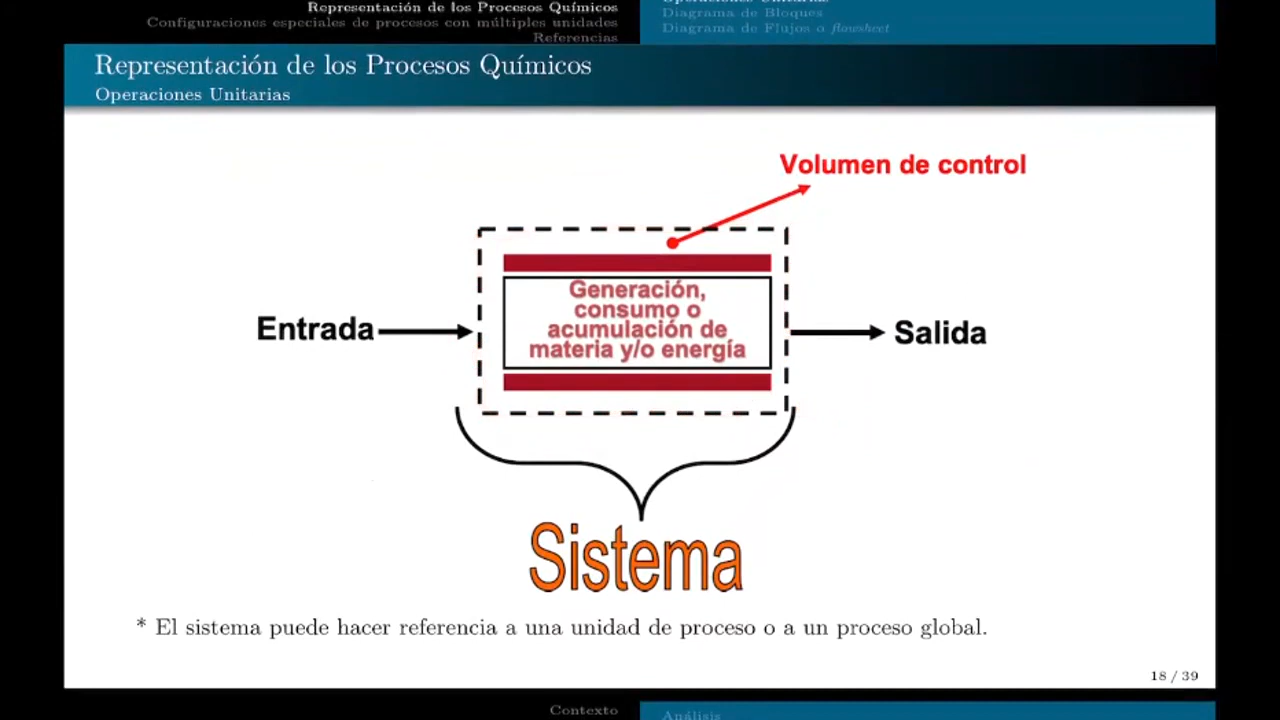 Representación de los Procesos Químicos
Configuraciones especiales de procesos con múltiples unidades
Referencias
Operaciones Unitarias
Diagrama de Bloques
Diagrama de Flujos o flowsheet
Representación de los Procesos Químicos
Operaciones Unitarias
Volumen de control
Generación,
consumo o
acumulación de
materia y/o energía
Entrada
Salida
Sistema
* El sistema puede hacer referencia a una unidad de proceso o a un proceso global.
18 / 39
Contexto
Análisis